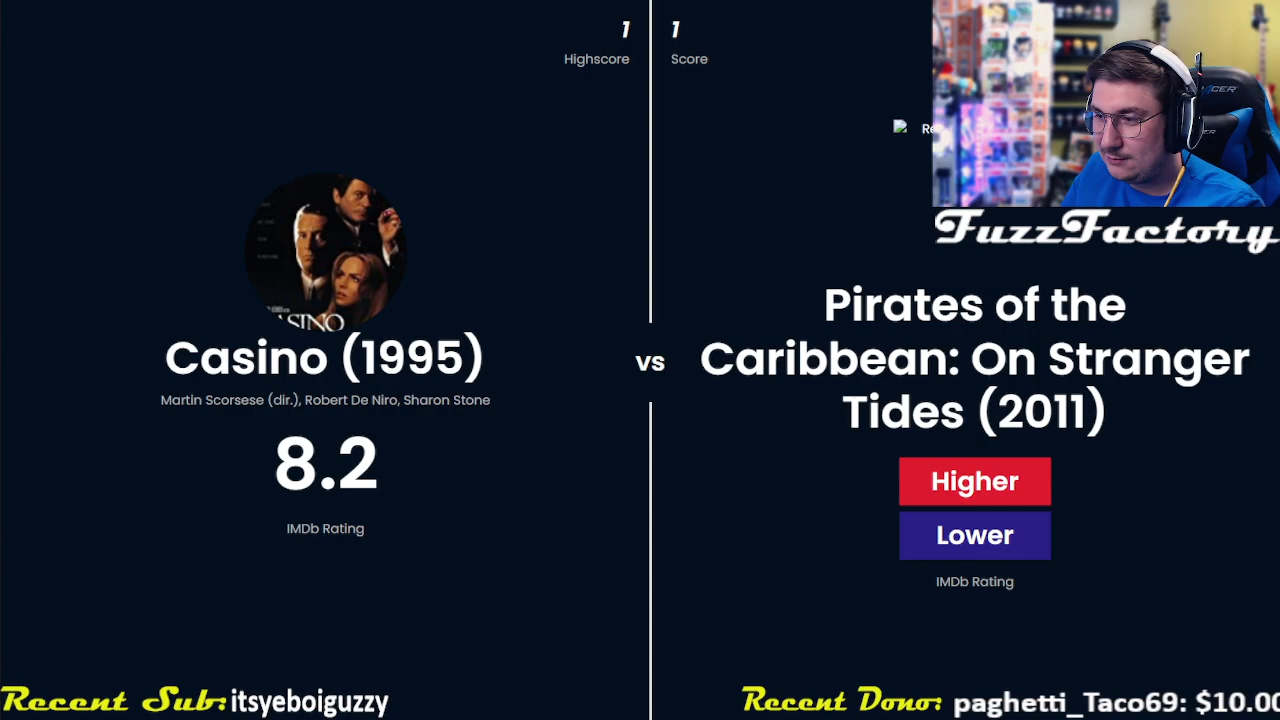 1
Highscore
1
Score
Re
FuzzFactory
CASINO
Casino (1995)
Martin Scorsese (dir.), Robert De Niro, Sharon Stone
8.2
IMDb Rating
vs
Pirates of the
Caribbean: On Stranger
Tides (2011)
Higher
Lower
IMDb Rating
Recent Sub: itsyeboiguzzy
Recent Dono: paghetti_Taco69: $10.00